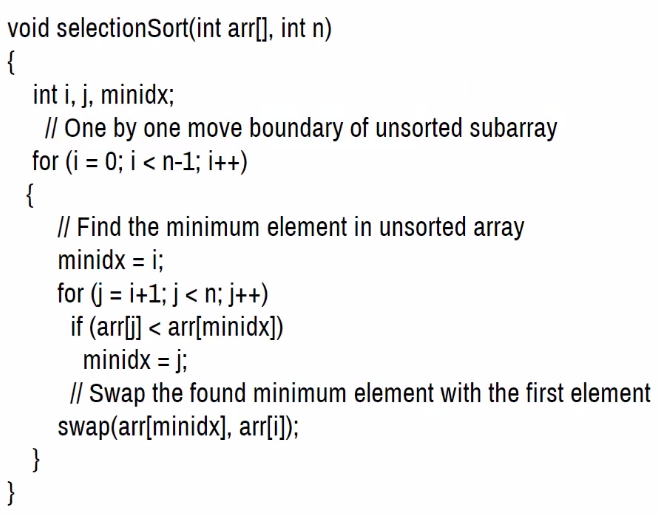 void selectionSort(int arr[], int n)
{
int i, j, minidx;
// One by one move boundary of unsorted subarray
for (i = 0; i < n-1; i++)
{
// Find the minimum element in unsorted array
minidx = i;
for (j = i+1; j < n; j++)
if (arr[j] < arr[minidx])
minidx = j;
// Swap the found minimum element with the first element
swap(arr[minidx], arr[i]);
}
}